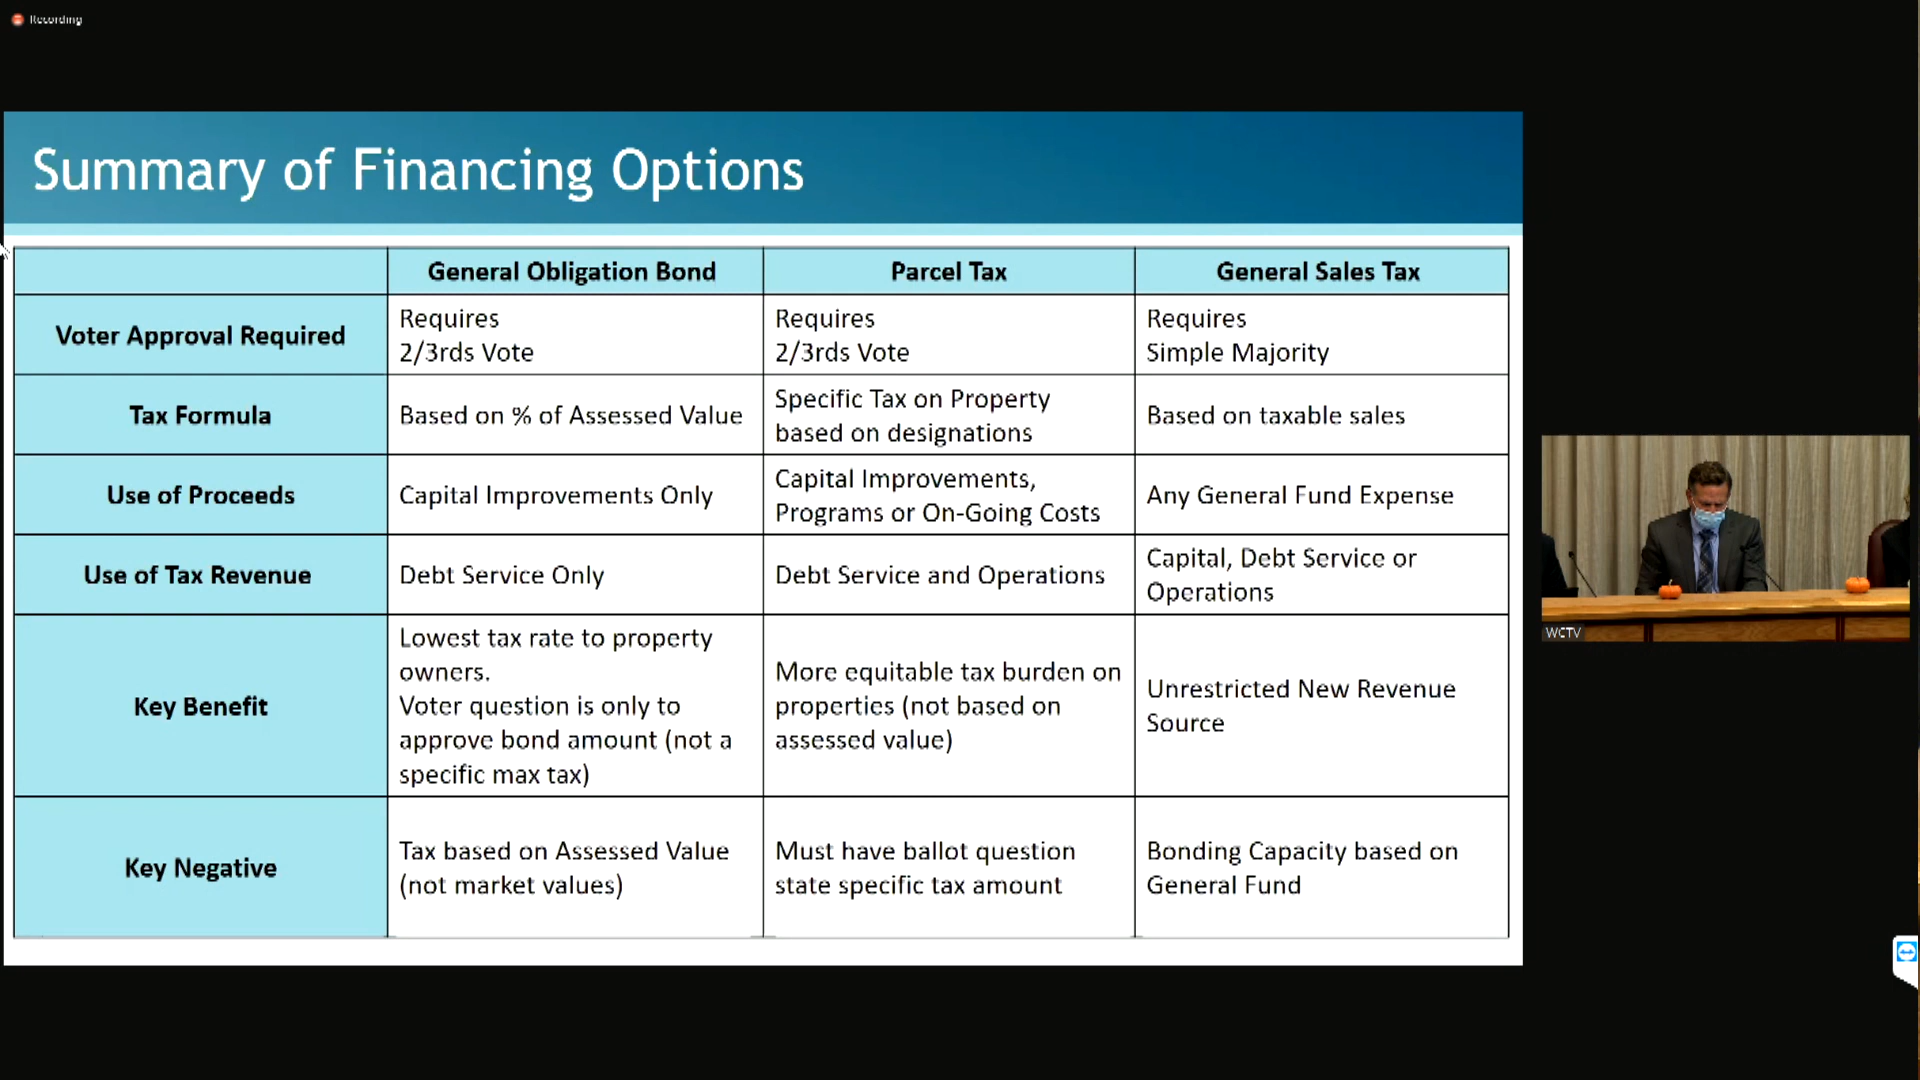 Recording
Summary of Financing Options
General Obligation Bond
Parcel Tax
General Sales Tax
Voter Approval Required
Requires
2/3rds Vote
Requires
2/3rds Vote
Requires
Simple Majority
Tax Formula
Based on % of Assessed Value
Specific Tax on Property
based on designations
Based on taxable sales
Use of Proceeds
Capital Improvements Only
Capital Improvements,
Programs or On-Going Costs
Any General Fund Expense
Use of Tax Revenue
Debt Service Only
Debt Service and Operations
Capital, Debt Service or
Operations
Key Benefit
Lowest tax rate to property
owners.
Voter question is only to
approve bond amount (not a
specific max tax)
More equitable tax burden on
properties (not based on
assessed value)
Unrestricted New Revenue
Source
Key Negative
Tax based on Assessed Value
(not market values)
Must have ballot question
state specific tax amount
Bonding Capacity based on
General Fund
WCTV